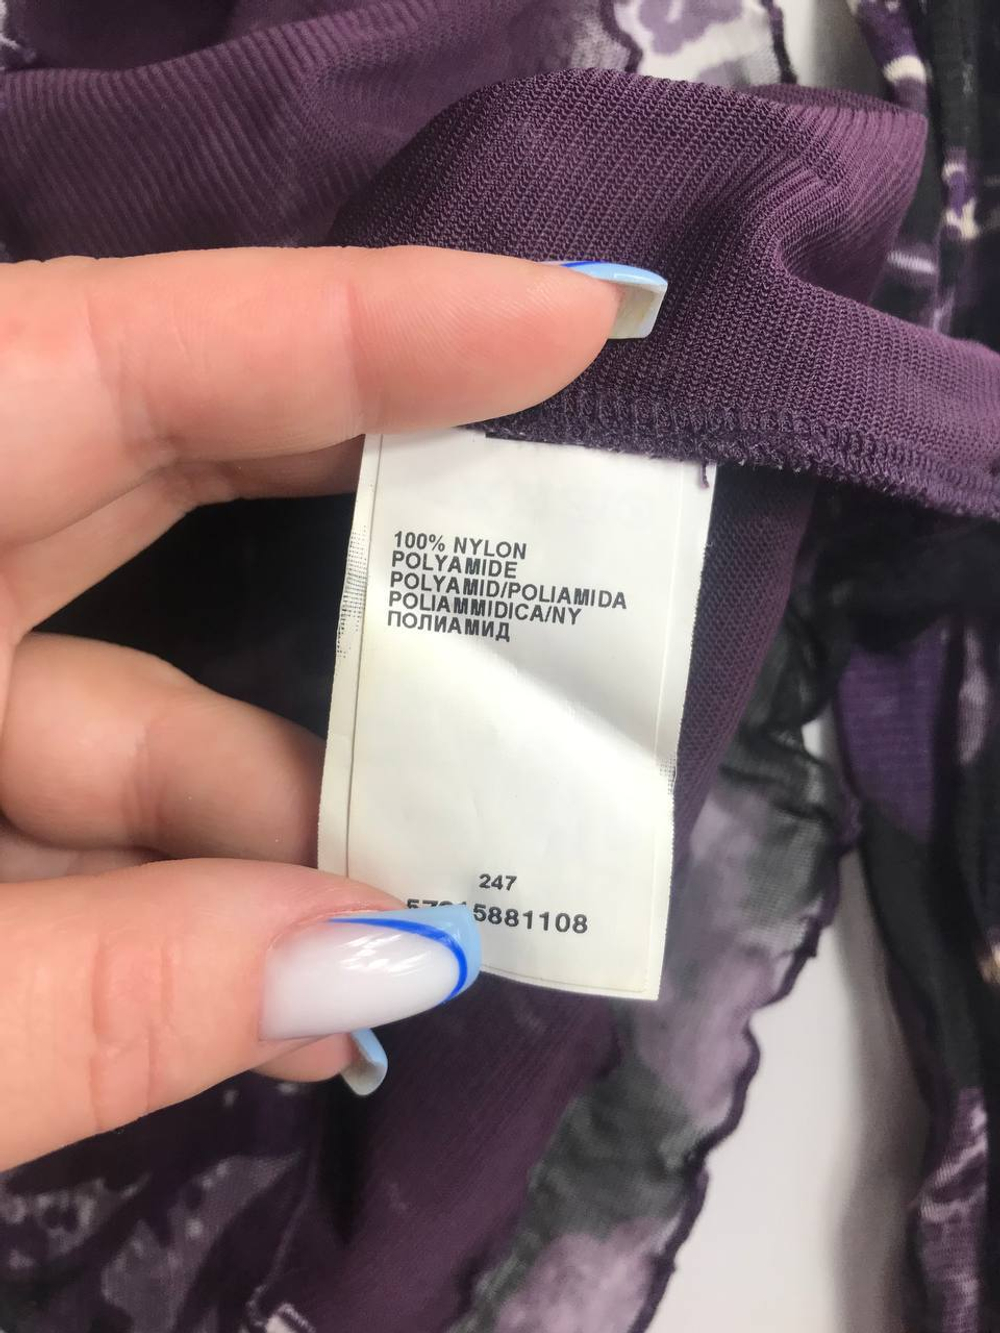 100% NYLON
POLYAMIDE
POLYAMID/POLIAMIDA
POLIAMMIDICA/NY
ПОЛИАМИД
247